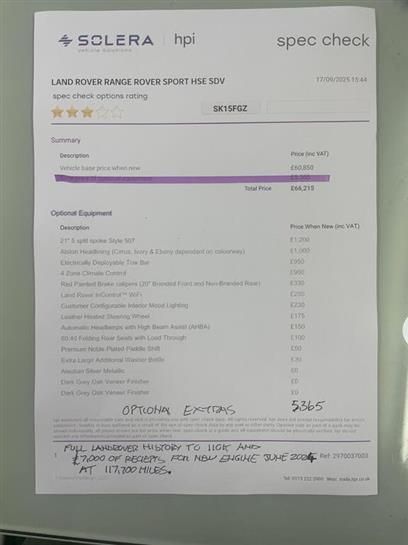 SOLERA | hpi
vehicle solutions
spec check
LAND ROVER RANGE ROVER SPORT HSE SDV
17/09/2025 15:44
spec check options rating
SK15FGZ
Summary
Description Price (inc VAT)
Vehicle base price when new £60,850
Total Price £66,215
Optional Equipment
Description Price When New (inc VAT)
21" 5 split spoke Style 507 £1,200
Alston Headlining (Cirrus, Ivory & Ebony dependant on colourway) £1,000
Electrically Deployable Tow Bar £950
4 Zone Climate Control
Red Painted Brake calipers (20" Branded Front and Non-Branded Rear) £330
Land Rover InControl™ WiFi
Customer Configurable Interior Mood Lighting £230
Leather Heated Steering Wheel £175
Automatic Headlamps with High Beam Assist (AHBA) £150
60:40 Folding Rear Seats with Load Through £100
Premium Noble Plated Paddle Shift
Extra Large Additional Washer Bottle £30
Atlantian Silver Metallic £0
Dark Grey Oak Veneer Finisher £0
Dark Grey Oak Veneer Finisher £0
OPTIONAL EXTRAS 5365
1
FULL LANDROVER HISTORY TO 110K AND
£7,000 OF RECIEPTS FOR NEW ENGINE JUNE 2024
AT 117,700 MILES.
Ref: 2970037003